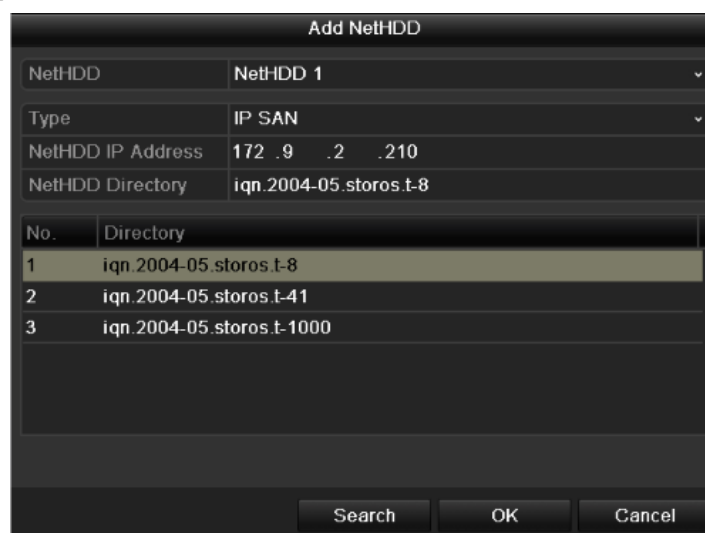 Add NetHDD
NetHDD NetHDD 1
Type IP SAN
NetHDD IP Address 172 .9 .2 .210
NetHDD Directory iqn.2004-05.storos.t-8
No. Directory
1 iqn.2004-05.storos.t-8
2 iqn.2004-05.storos.t-41
3 iqn.2004-05.storos.t-1000
Search OK Cancel